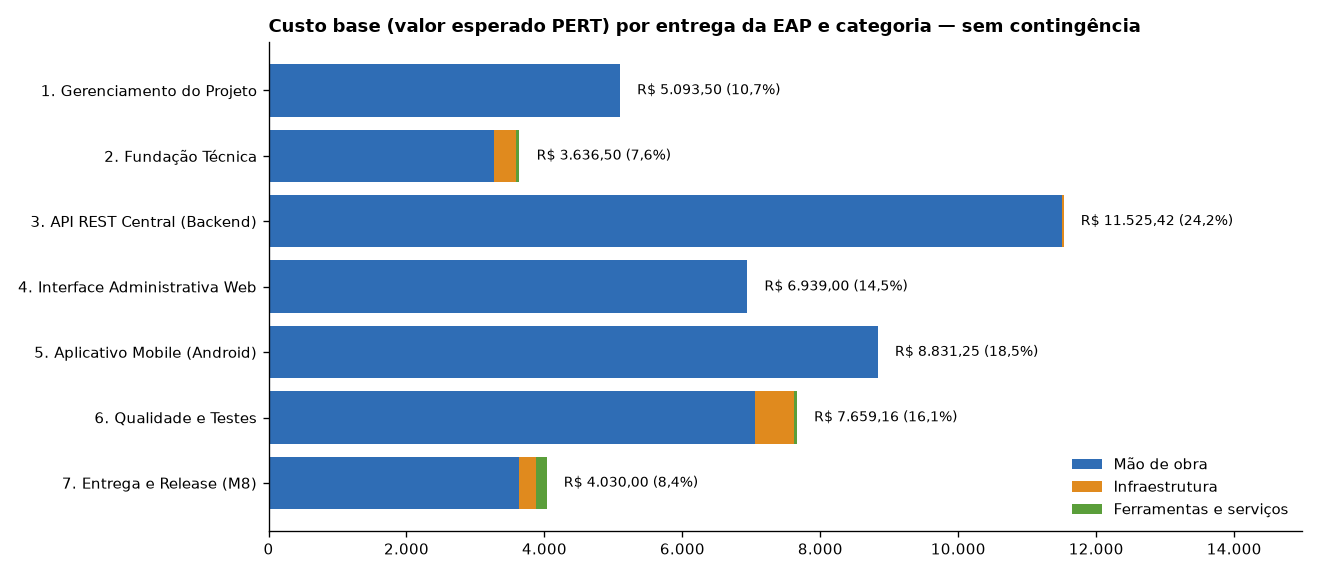 Custo base (valor esperado PERT) por entrega da EAP e categoria — sem contingência
1. Gerenciamento do Projeto
R$ 5.093,50 (10,7%)
2. Fundação Técnica
R$ 3.636,50 (7,6%)
3. API REST Central (Backend)
R$ 11.525,42 (24,2%)
4. Interface Administrativa Web
R$ 6.939,00 (14,5%)
5. Aplicativo Mobile (Android)
R$ 8.831,25 (18,5%)
6. Qualidade e Testes
R$ 7.659,16 (16,1%)
7. Entrega e Release (M8)
R$ 4.030,00 (8,4%)
Mão de obra
Infraestrutura
Ferramentas e serviços
0 2.000 4.000 6.000 8.000 10.000 12.000 14.000